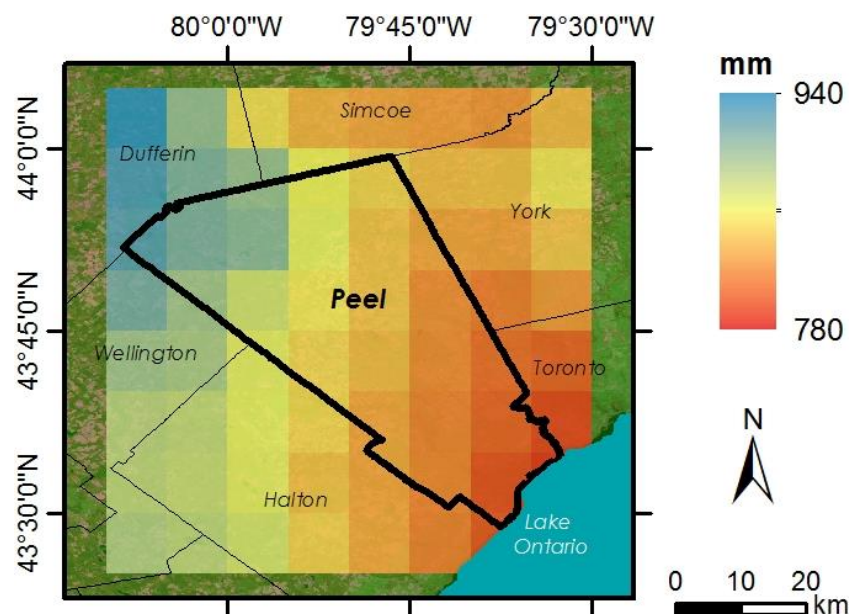 80°0'0"W 79°45'0"W 79°30'0"W
mm
940
780
44°0'0"N
43°45'0"N
43°30'0"N
Simcoe
Dufferin
York
Peel
Wellington
Toronto
Halton
Lake
Ontario
N
0 10 20
km